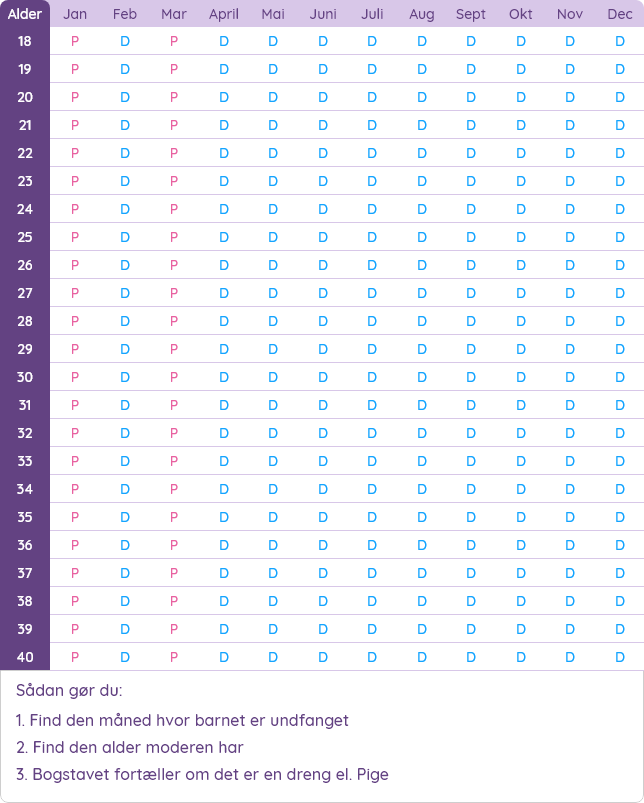 Alder Jan Feb Mar April Mai Juni Juli Aug Sept Okt Nov Dec
18 P D P D D D D D D D D D
19 P D P D D D D D D D D D
20 P D P D D D D D D D D D
21 P D P D D D D D D D D D
22 P D P D D D D D D D D D
23 P D P D D D D D D D D D
24 P D P D D D D D D D D D
25 P D P D D D D D D D D D
26 P D P D D D D D D D D D
27 P D P D D D D D D D D D
28 P D P D D D D D D D D D
29 P D P D D D D D D D D D
30 P D P D D D D D D D D D
31 P D P D D D D D D D D D
32 P D P D D D D D D D D D
33 P D P D D D D D D D D D
34 P D P D D D D D D D D D
35 P D P D D D D D D D D D
36 P D P D D D D D D D D D
37 P D P D D D D D D D D D
38 P D P D D D D D D D D D
39 P D P D D D D D D D D D
40 P D P D D D D D D D D D
Sådan gør du:
1. Find den måned hvor barnet er undfanget
2. Find den alder moderen har
3. Bogstavet fortæller om det er en dreng el. Pige